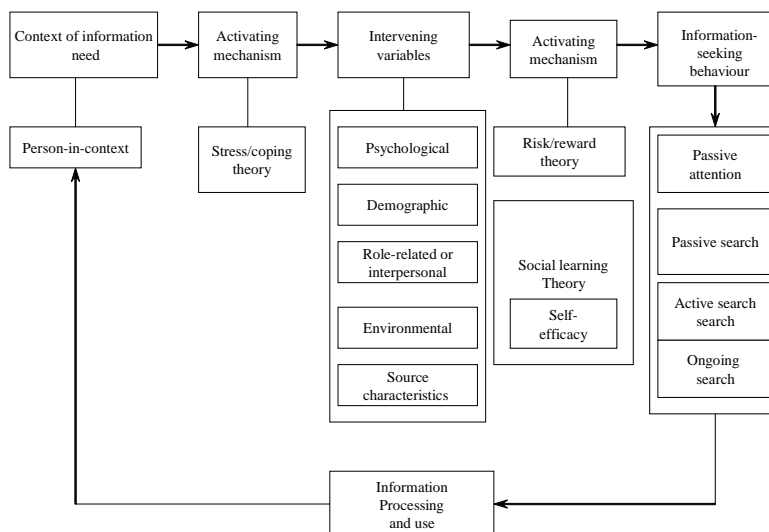 Context of information
need
Activating
mechanism
Intervening
variables
Activating
mechanism
Information-
seeking
behaviour
Person-in-context
Stress/coping
theory
Psychological
Demographic
Role-related or
interpersonal
Environmental
Source
characteristics
Risk/reward
theory
Social learning
Theory
Self-
efficacy
Passive
attention
Passive search
Active search
search
Ongoing
search
Information
Processing
and use